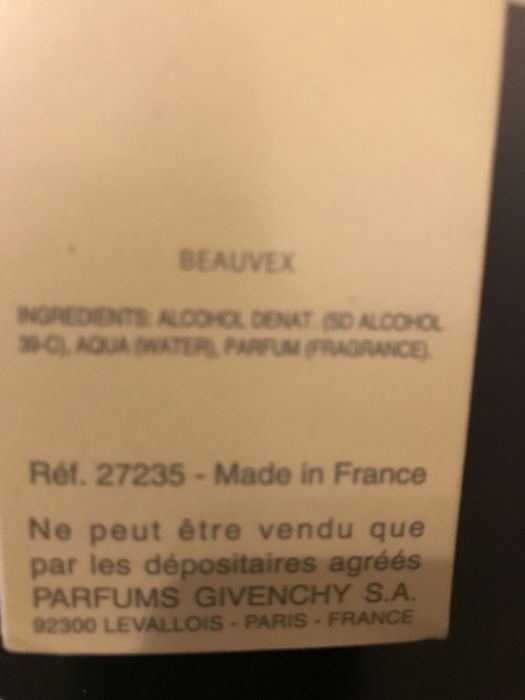 BEAUVEX
INGREDIENTS: ALCOHOL DENAT. (SD ALCOHOL
39-C), AQUA (WATER), PARFUM (FRAGRANCE).
Réf. 27235 - Made in France
Ne peut être vendu que
par les dépositaires agréés
PARFUMS GIVENCHY S.A.
92300 LEVALLOIS - PARIS - FRANCE